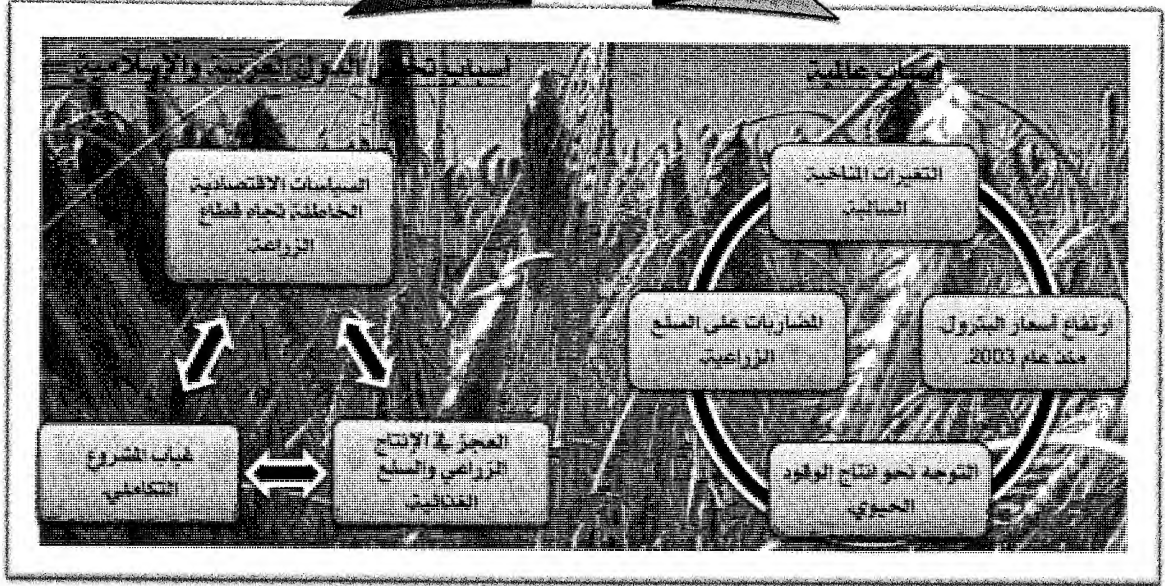 أسباب عالمية
التغيرات المناخية
السالبة.
ارتفاع أسعار البترول
منذ عام 2003.
التوجه نحو إنتاج الوقود
الحيوي.
المضاربات على السلع
الزراعية.
أسباب تخص الدول العربية والإسلامية
السياسات الاقتصادية
الخاطئة تجاه قطاع
الزراعة.
العجز في الإنتاج
الزراعي والسلع
الغذائية.
غياب المشروع
التكاملي.